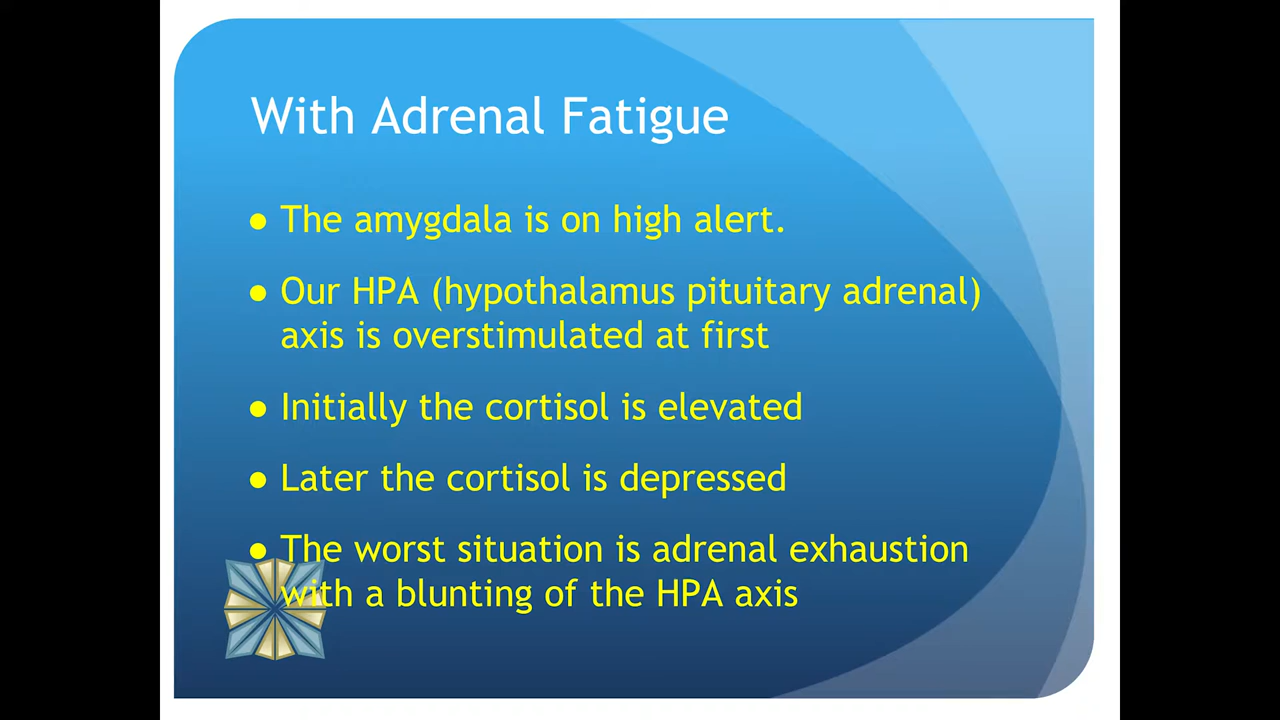 With Adrenal Fatigue
● The amygdala is on high alert.
● Our HPA (hypothalamus pituitary adrenal)
axis is overstimulated at first
● Initially the cortisol is elevated
● Later the cortisol is depressed
● The worst situation is adrenal exhaustion
with a blunting of the HPA axis